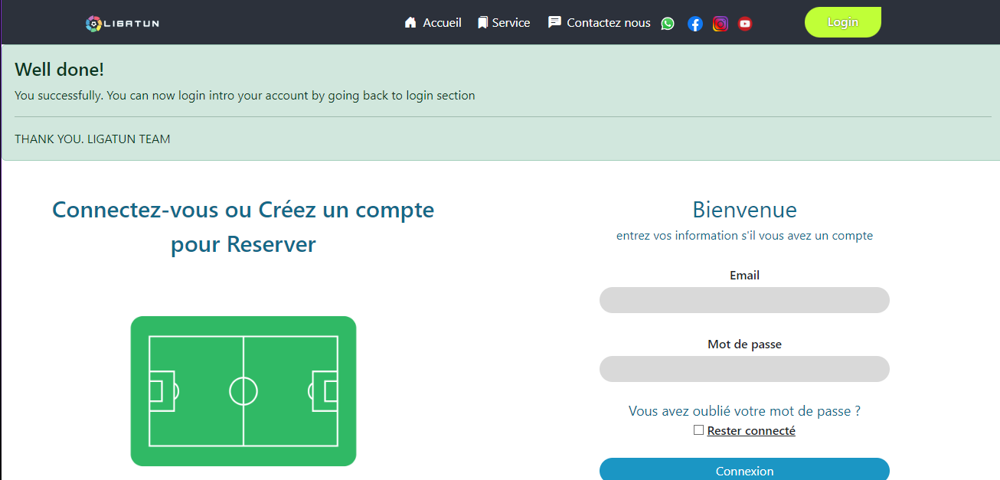 LIGATUN
Accueil
Service
Contactez nous
Login
Well done!
You successfully. You can now login intro your account by going back to login section
THANK YOU. LIGATUN TEAM
Connectez-vous ou Créez un compte
pour Reserver
Bienvenue
entrez vos information s'il vous avez un compte
Email
Mot de passe
Vous avez oublié votre mot de passe ?
Rester connecté
Connexion